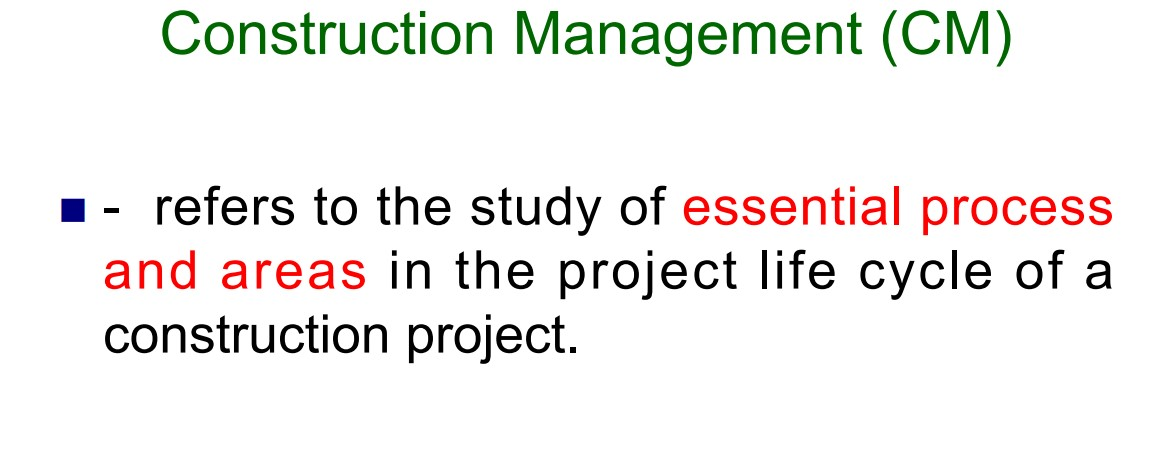 Construction Management (CM)
- refers to the study of essential process
and areas in the project life cycle of a
construction project.